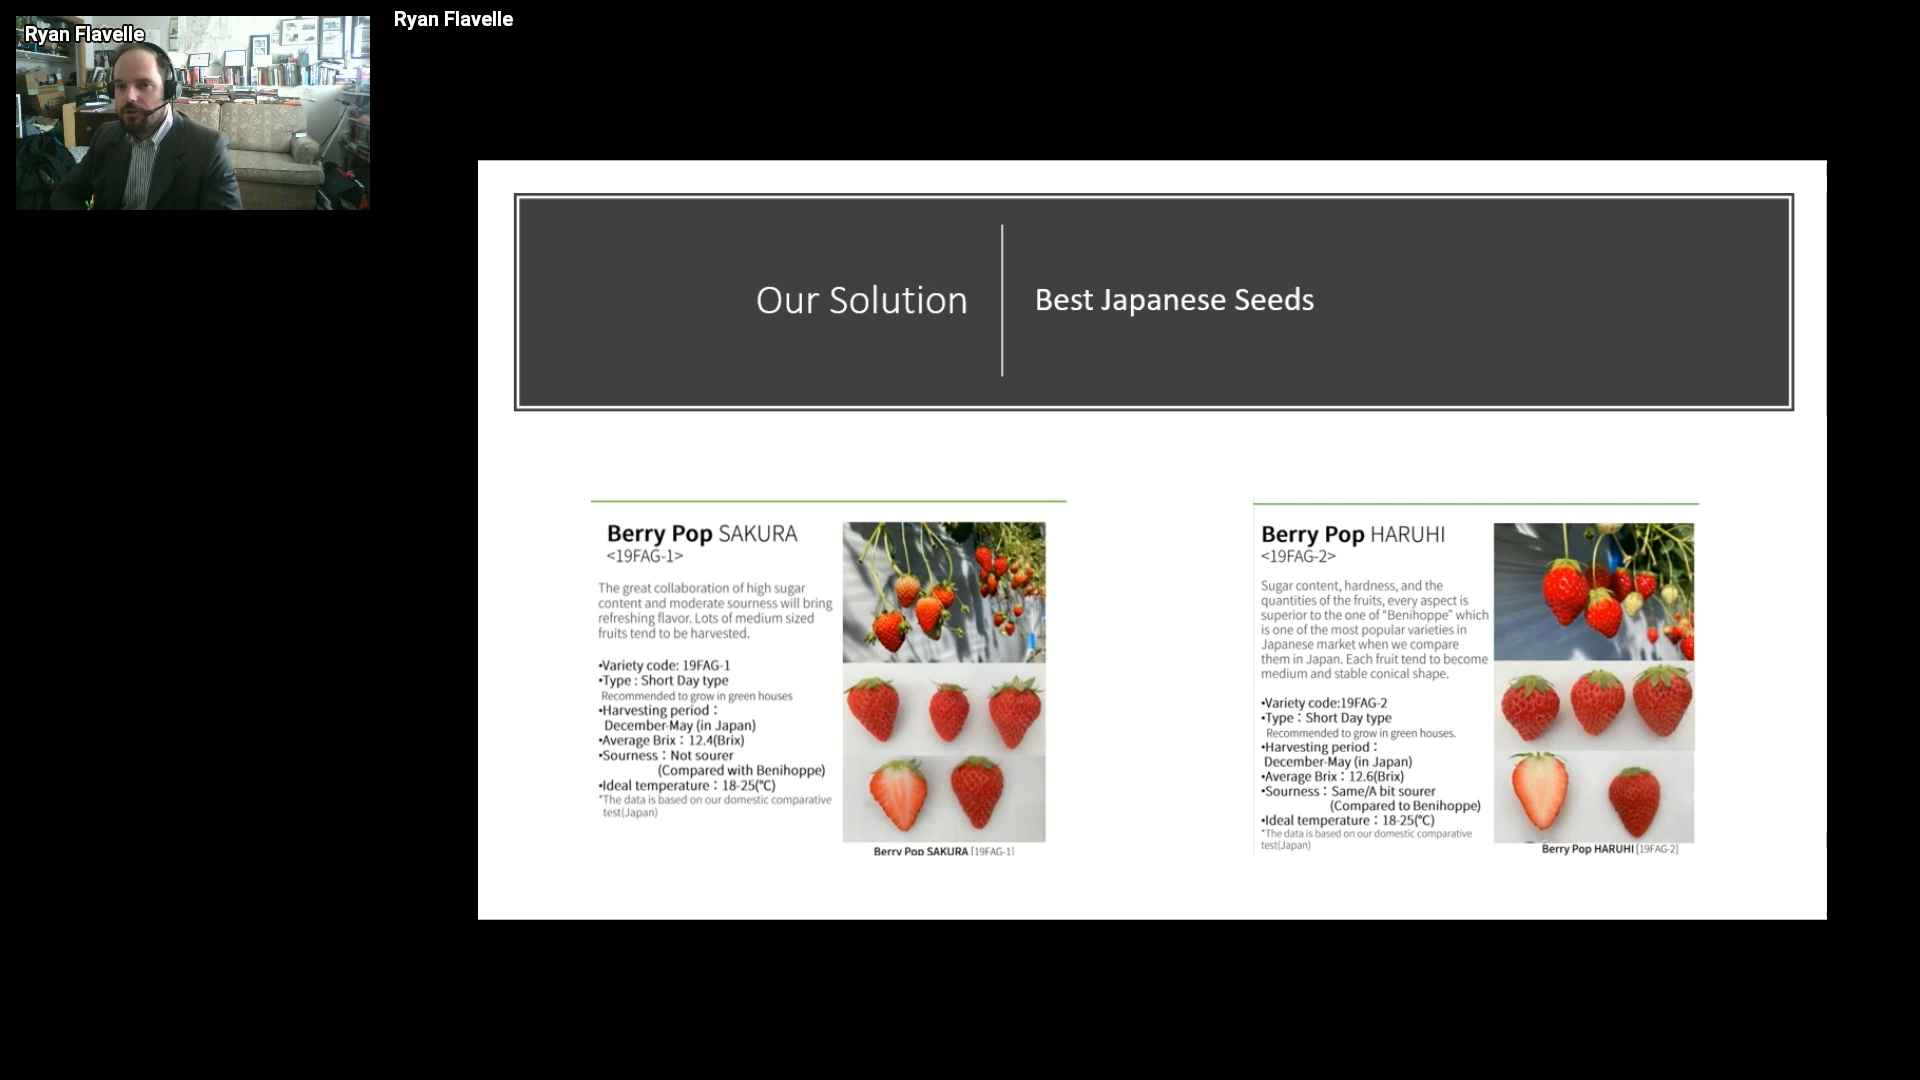 Ryan Flavelle
Ryan Flavelle
Our Solution
Best Japanese Seeds
Berry Pop SAKURA
<19FAG-1>
The great collaboration of high sugar
content and moderate sourness will bring
refreshing flavor. Lots of medium sized
fruits tend to be harvested.
•Variety code: 19FAG-1
•Type : Short Day type
Recommended to grow in green houses
•Harvesting period：
December-May (in Japan)
•Average Brix：12.4(Brix)
•Sourness：Not sourer
(Compared with Benihoppe)
•Ideal temperature：18-25(℃)
*The data is based on our domestic comparative
test(Japan)
Berry Pop SAKURA [19FAG-1]
Berry Pop HARUHI
<19FAG-2>
Sugar content, hardness, and the
quantities of the fruits, every aspect is
superior to the one of “Benihoppe” which
is one of the most popular varieties in
Japanese market when we compare
them in Japan. Each fruit tend to become
medium and stable conical shape.
•Variety code:19FAG-2
•Type：Short Day type
Recommended to grow in green houses.
•Harvesting period：
December-May (in Japan)
•Average Brix：12.6(Brix)
•Sourness：Same/A bit sourer
(Compared to Benihoppe)
•Ideal temperature：18-25(℃)
*The data is based on our domestic comparative
test(Japan)
Berry Pop HARUHI [19FAG-2]